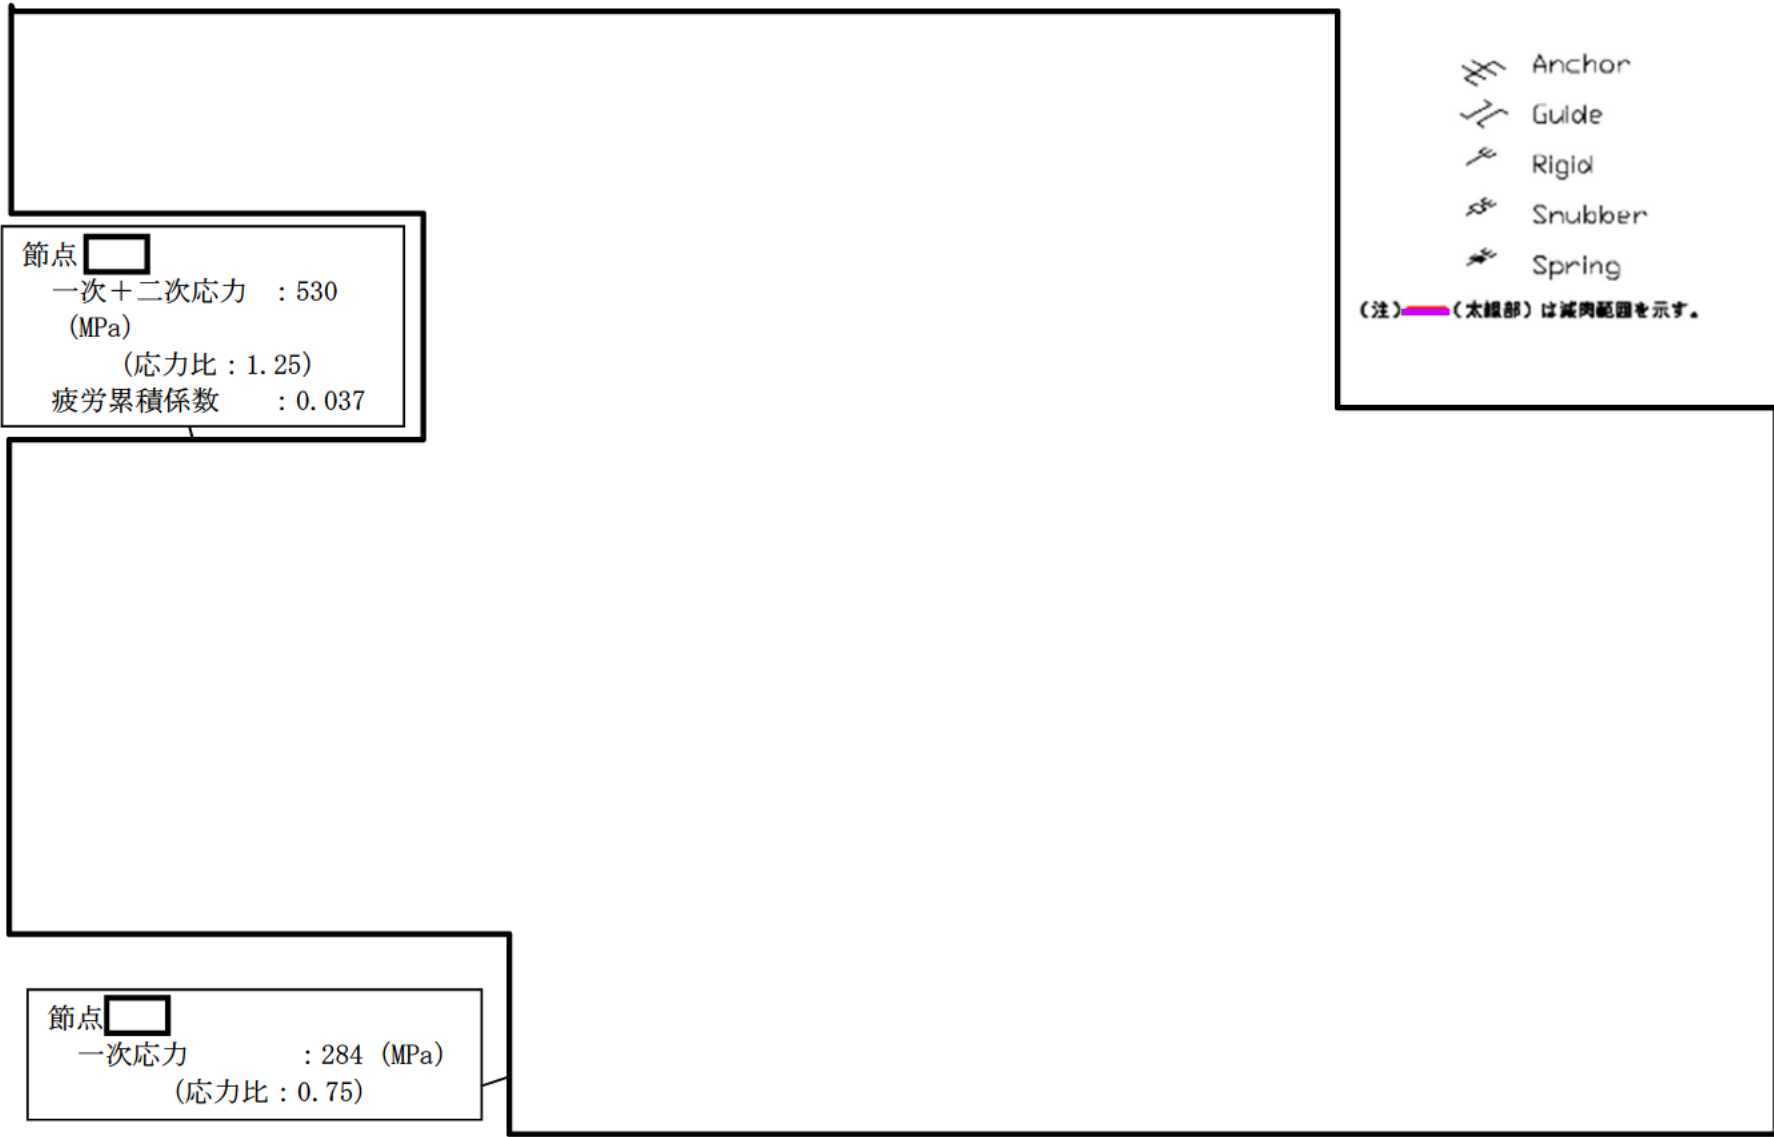 Anchor
Guide
Rigid
Snubber
Spring
(注) (太線部)は減肉範囲を示す。
節点
一次+二次応力 :530
(MPa)
(応力比:1.25)
疲労累積係数 :0.037
節点
一次応力 :284 (MPa)
(応力比:0.75)